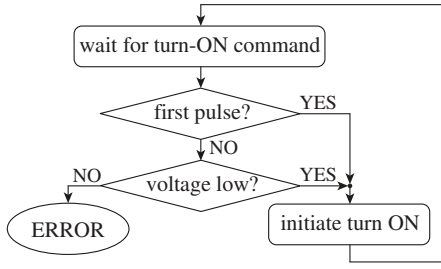 wait for turn-ON command
first pulse?
YES
NO
voltage low?
YES
NO
ERROR
initiate turn ON